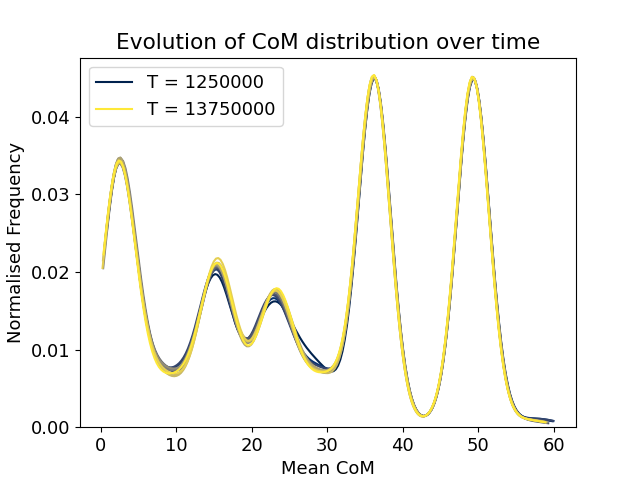 Evolution of CoM distribution over time
T = 1250000
T = 13750000
Normalised Frequency
0.04
0.03
0.02
0.01
0.00
0 10 20 30 40 50 60
Mean CoM